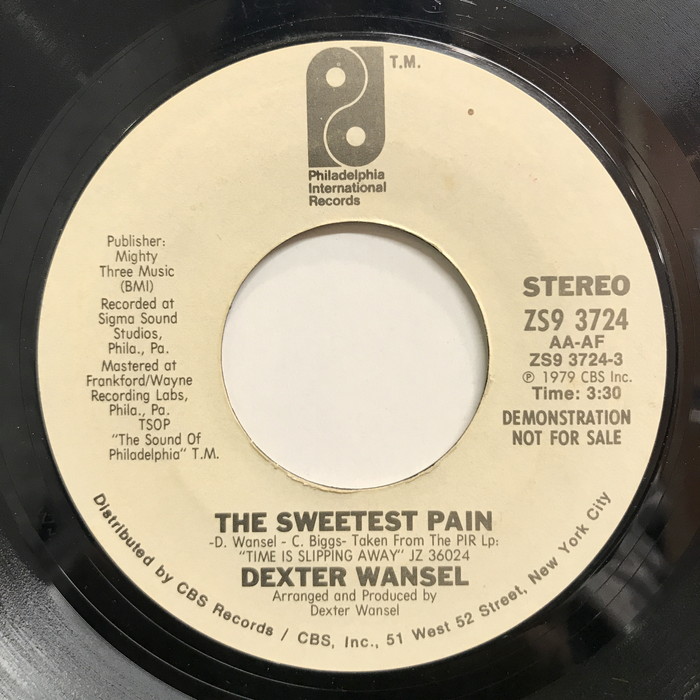 T.M.
Philadelphia
International
Records
Publisher:
Mighty
Three Music
(BMI)
Recorded at
Sigma Sound
Studios,
Phila., Pa.
Mastered at
Frankford/Wayne
Recording Labs,
Phila., Pa.
TSOP
"The Sound Of
Philadelphia" T.M.
STEREO
ZS9 3724
AA-AF
ZS9 3724-3
℗ 1979 CBS Inc.
Time: 3:30
DEMONSTRATION
NOT FOR SALE
THE SWEETEST PAIN
-D. Wansel - C. Biggs- Taken From The PIR Lp:
"TIME IS SLIPPING AWAY" JZ 36024
DEXTER WANSEL
Arranged and Produced by
Dexter Wansel
Distributed by CBS Records / CBS, Inc., 51 West 52 Street, New York City